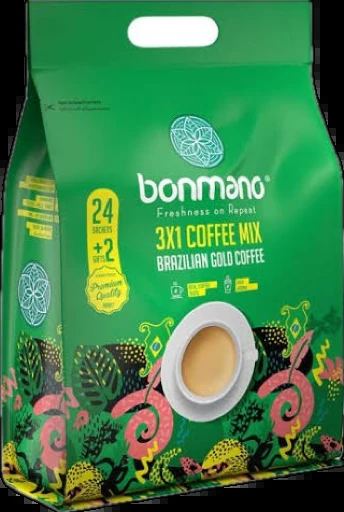 bonmano®
Freshness on Repeat
24
SACHETS
+2
GIFTS
3X1 COFFEE MIX
BRAZILIAN GOLD COFFEE
Premium
Quality